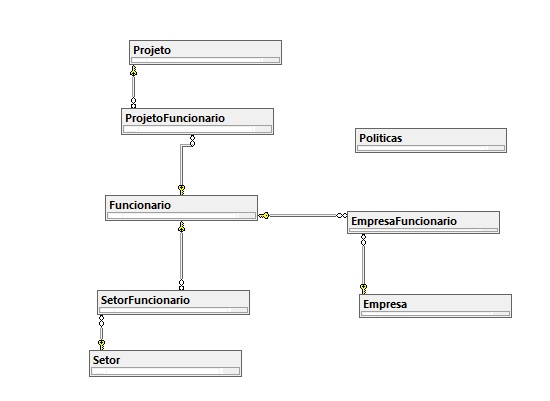 Projeto
ProjetoFuncionario
Politicas
Funcionario
EmpresaFuncionario
SetorFuncionario
Empresa
Setor